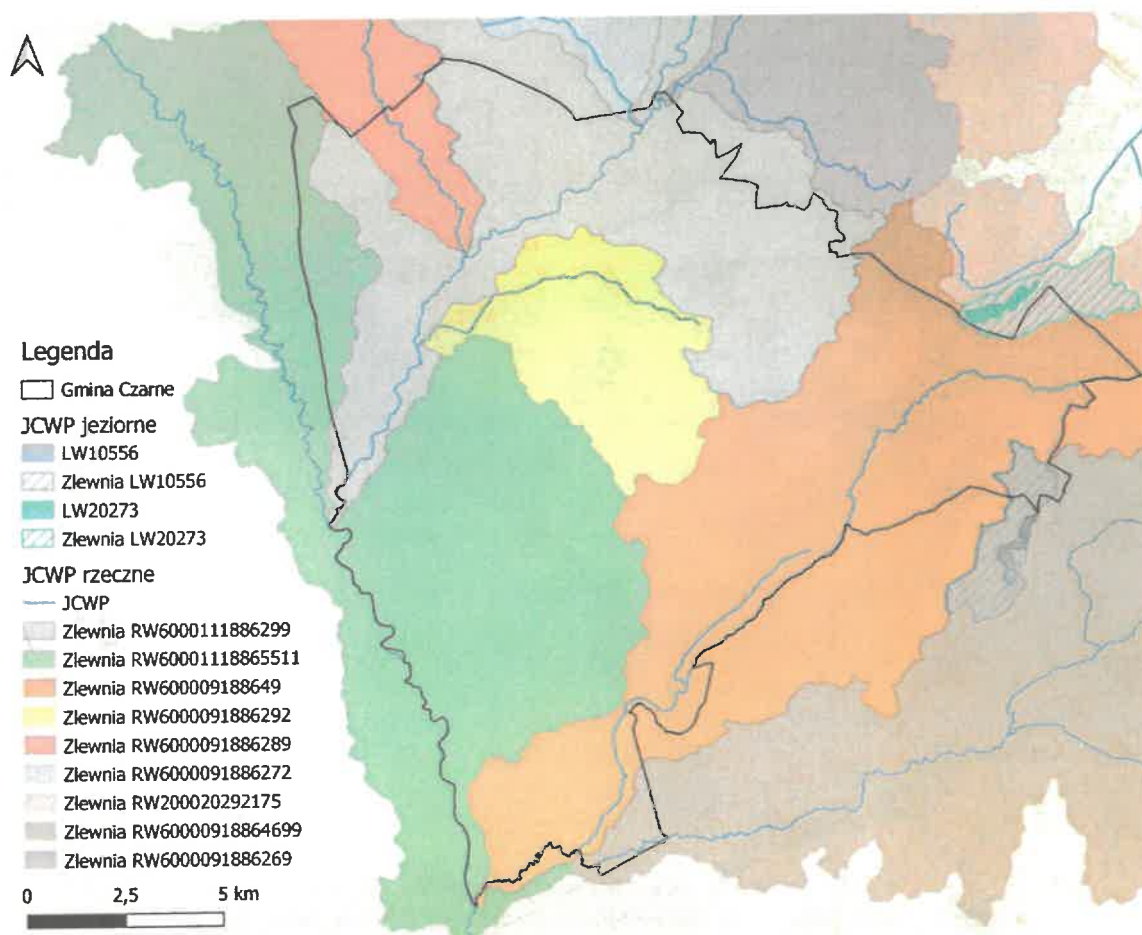 Legenda
Gmina Czarne
JCWP jeziorne
LW10556
Zlewnia LW10556
LW20273
Zlewnia LW20273
JCWP rzeczne
JCWP
Zlewnia RW6000111886299
Zlewnia RW60001118865511
Zlewnia RW600009188649
Zlewnia RW6000091886292
Zlewnia RW6000091886289
Zlewnia RW6000091886272
Zlewnia RW200020292175
Zlewnia RW60000918864699
Zlewnia RW6000091886269
0 2,5 5 km